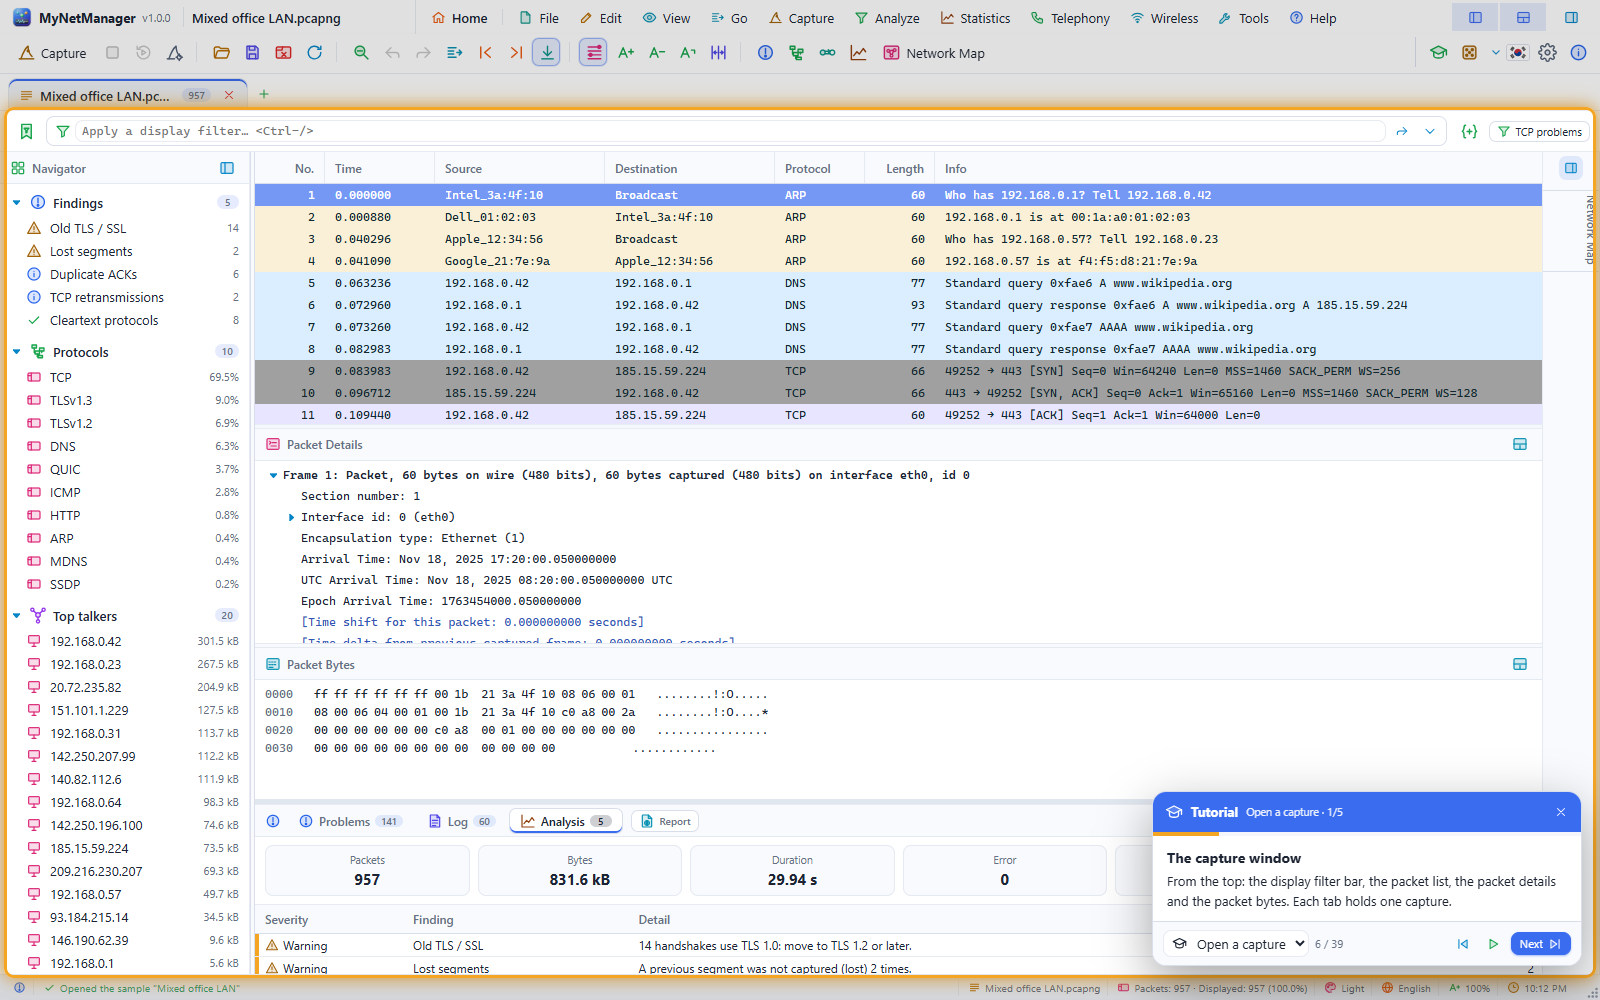 MyNetManager v1.0.0 Mixed office LAN.pcapng Home File Edit View Go Capture Analyze Statistics Telephony Wireless Tools Help
Capture A+ A- A Network Map
Mixed office LAN.pc... 957
Apply a display filter… <Ctrl-/> TCP problems
Navigator
Findings 5
Old TLS / SSL 14
Lost segments 2
Duplicate ACKs 6
TCP retransmissions 2
Cleartext protocols 8
Protocols 10
TCP 69.5%
TLSv1.3 9.0%
TLSv1.2 6.9%
DNS 6.3%
QUIC 3.7%
ICMP 2.8%
HTTP 0.8%
ARP 0.4%
MDNS 0.4%
SSDP 0.2%
Top talkers 20
192.168.0.42 301.5 kB
192.168.0.23 267.5 kB
20.72.235.82 204.9 kB
151.101.1.229 127.5 kB
192.168.0.31 113.7 kB
142.250.207.99 112.2 kB
140.82.112.6 111.9 kB
192.168.0.64 98.3 kB
142.250.196.100 74.6 kB
185.15.59.224 73.5 kB
209.216.230.207 69.3 kB
192.168.0.57 49.7 kB
93.184.215.14 34.5 kB
146.190.62.39 9.6 kB
192.168.0.1 5.6 kB
No. Time Source Destination Protocol Length Info
1 0.000000 Intel_3a:4f:10 Broadcast ARP 60 Who has 192.168.0.1? Tell 192.168.0.42
2 0.000880 Dell_01:02:03 Intel_3a:4f:10 ARP 60 192.168.0.1 is at 00:1a:a0:01:02:03
3 0.040296 Apple_12:34:56 Broadcast ARP 60 Who has 192.168.0.57? Tell 192.168.0.23
4 0.041090 Google_21:7e:9a Apple_12:34:56 ARP 60 192.168.0.57 is at f4:f5:d8:21:7e:9a
5 0.063236 192.168.0.42 192.168.0.1 DNS 77 Standard query 0xfae6 A www.wikipedia.org
6 0.072960 192.168.0.1 192.168.0.42 DNS 93 Standard query response 0xfae6 A www.wikipedia.org A 185.15.59.224
7 0.073260 192.168.0.42 192.168.0.1 DNS 77 Standard query 0xfae7 AAAA www.wikipedia.org
8 0.082983 192.168.0.1 192.168.0.42 DNS 77 Standard query response 0xfae7 AAAA www.wikipedia.org
9 0.083983 192.168.0.42 185.15.59.224 TCP 66 49252 → 443 [SYN] Seq=0 Win=64240 Len=0 MSS=1460 SACK_PERM WS=256
10 0.096712 185.15.59.224 192.168.0.42 TCP 66 443 → 49252 [SYN, ACK] Seq=0 Ack=1 Win=65160 Len=0 MSS=1460 SACK_PERM WS=128
11 0.109440 192.168.0.42 185.15.59.224 TCP 60 49252 → 443 [ACK] Seq=1 Ack=1 Win=64000 Len=0
Network Map
Packet Details
Frame 1: Packet, 60 bytes on wire (480 bits), 60 bytes captured (480 bits) on interface eth0, id 0
Section number: 1
Interface id: 0 (eth0)
Encapsulation type: Ethernet (1)
Arrival Time: Nov 18, 2025 17:20:00.050000000
UTC Arrival Time: Nov 18, 2025 08:20:00.050000000 UTC
Epoch Arrival Time: 1763454000.050000000
[Time shift for this packet: 0.000000000 seconds]
[Time delta from previous captured frame: 0.000000000 seconds]
Packet Bytes
0000 ff ff ff ff ff ff 00 1b 21 3a 4f 10 08 06 00 01 ........!:O.....
0010 08 00 06 04 00 01 00 1b 21 3a 4f 10 c0 a8 00 2a ........!:O....*
0020 00 00 00 00 00 00 c0 a8 00 01 00 00 00 00 00 00 ................
0030 00 00 00 00 00 00 00 00 00 00 00 00 ............
Problems 141 Log 60 Analysis 5 Report
Packets Bytes Duration Error
957 831.6 kB 29.94 s 0
Severity Finding Detail
Warning Old TLS / SSL 14 handshakes use TLS 1.0: move to TLS 1.2 or later.
Warning Lost segments A previous segment was not captured (lost) 2 times. 2
Tutorial Open a capture · 1/5
The capture window
From the top: the display filter bar, the packet list, the packet details
and the packet bytes. Each tab holds one capture.
Open a capture 6 / 39 Next
Opened the sample "Mixed office LAN" Mixed office LAN.pcapng Packets: 957 · Displayed: 957 (100.0%) Light English A+ 100% 10:12 PM